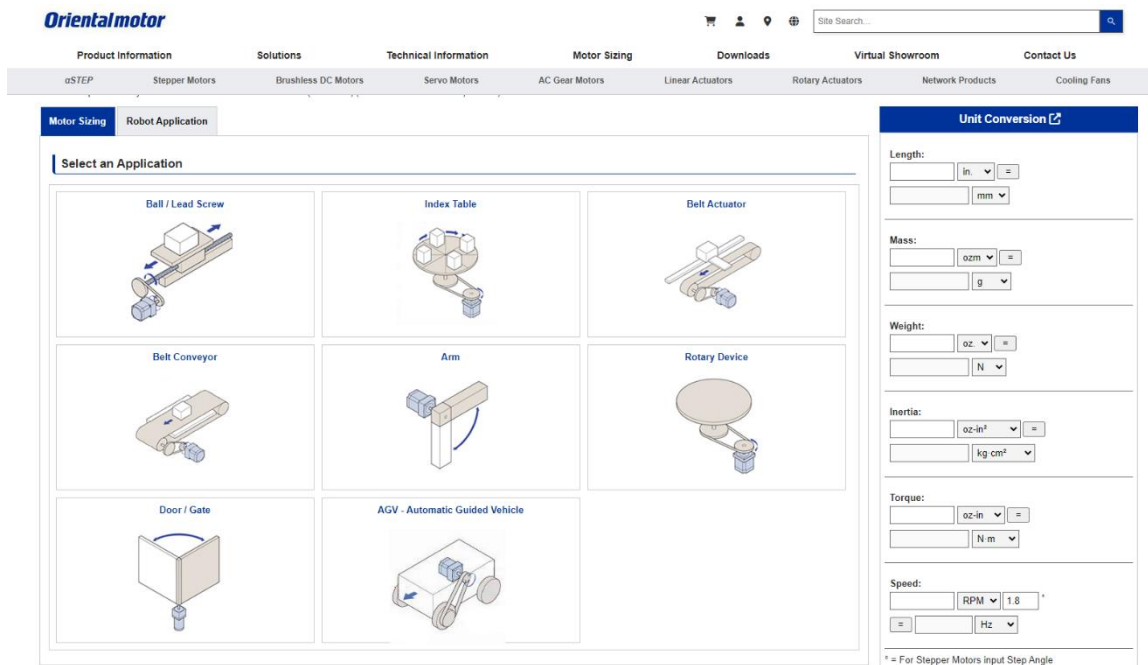 Orientalmotor
Site Search...
Product Information Solutions Technical Information Motor Sizing Downloads Virtual Showroom Contact Us
αSTEP Stepper Motors Brushless DC Motors Servo Motors AC Gear Motors Linear Actuators Rotary Actuators Network Products Cooling Fans
Motor Sizing Robot Application
Select an Application
Ball / Lead Screw Index Table Belt Actuator
Belt Conveyor Arm Rotary Device
Door / Gate AGV - Automatic Guided Vehicle
Unit Conversion
Length:
in. =
mm
Mass:
ozm =
g
Weight:
oz. =
N
Inertia:
oz-in² =
kg·cm²
Torque:
oz-in =
N·m
Speed:
RPM 1.8 *
= Hz
* = For Stepper Motors input Step Angle